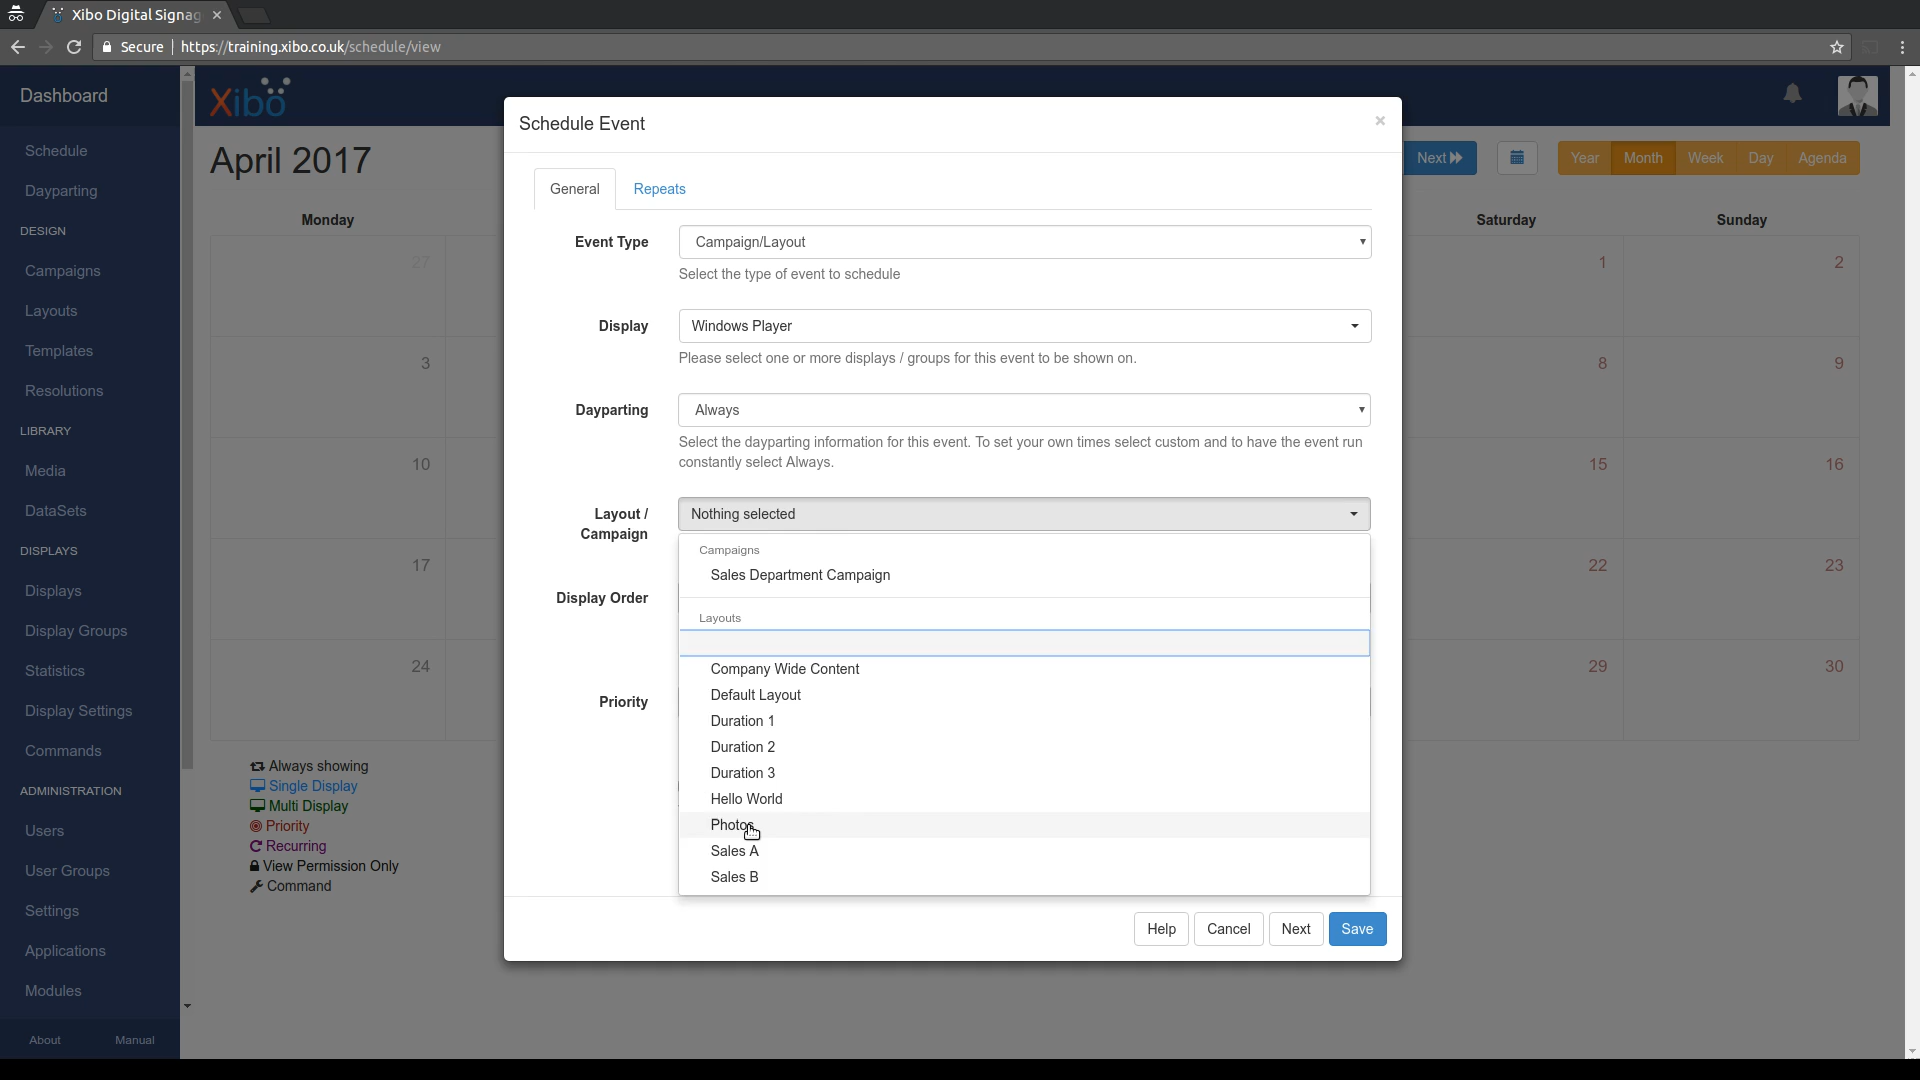 Xibo Digital Signag
Secure
https://training.xibo.co.uk/schedule/view
Dashboard
Schedule
Dayparting
DESIGN
Campaigns
Layouts
Templates
Resolutions
LIBRARY
Media
DataSets
DISPLAYS
Displays
Display Groups
Statistics
Display Settings
Commands
ADMINISTRATION
Users
User Groups
Settings
Applications
Modules
About Manual
Xibo
April 2017
Next
Year Month Week Day Agenda
Monday Saturday Sunday
27 1 2
3 8 9
10 15 16
17 22 23
24 29 30
Always showing
Single Display
Multi Display
Priority
Recurring
View Permission Only
Command
Schedule Event ×
General Repeats
Event Type Campaign/Layout
Select the type of event to schedule
Display Windows Player
Please select one or more displays / groups for this event to be shown on.
Dayparting Always
Select the dayparting information for this event. To set your own times select custom and to have the event run
constantly select Always.
Layout / Nothing selected
Campaign
Campaigns
Sales Department Campaign
Display Order
Layouts
Company Wide Content
Default Layout
Priority
Duration 1
Duration 2
Duration 3
Hello World
Photos
Sales A
Sales B
Help Cancel Next Save